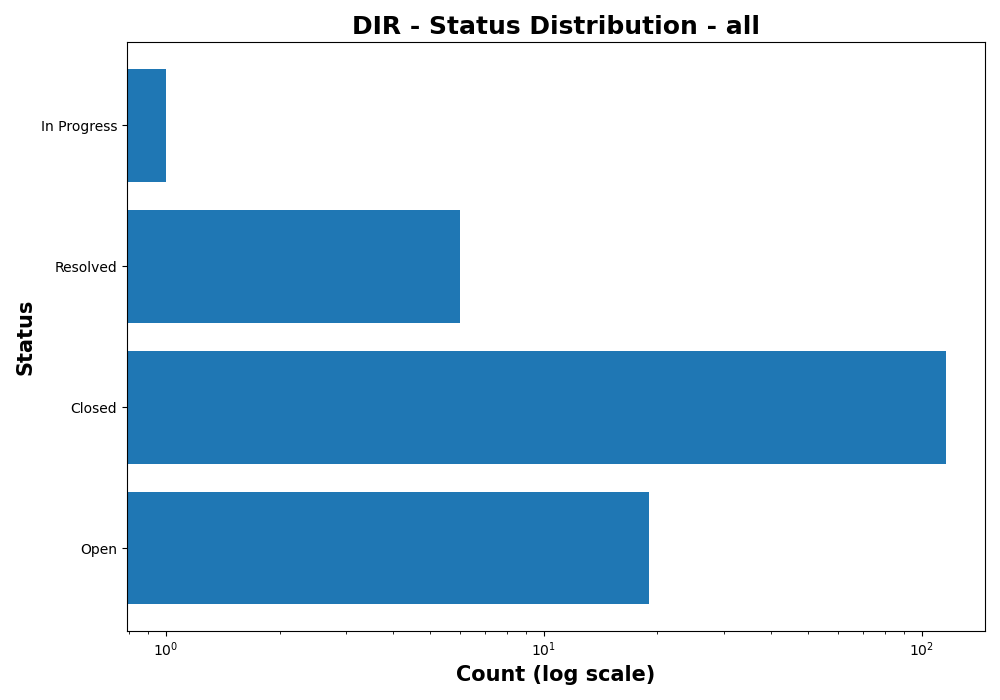 DIR - Status Distribution - all
In Progress
Resolved
Closed
Open
Status
10⁰
10¹
10²
Count (log scale)